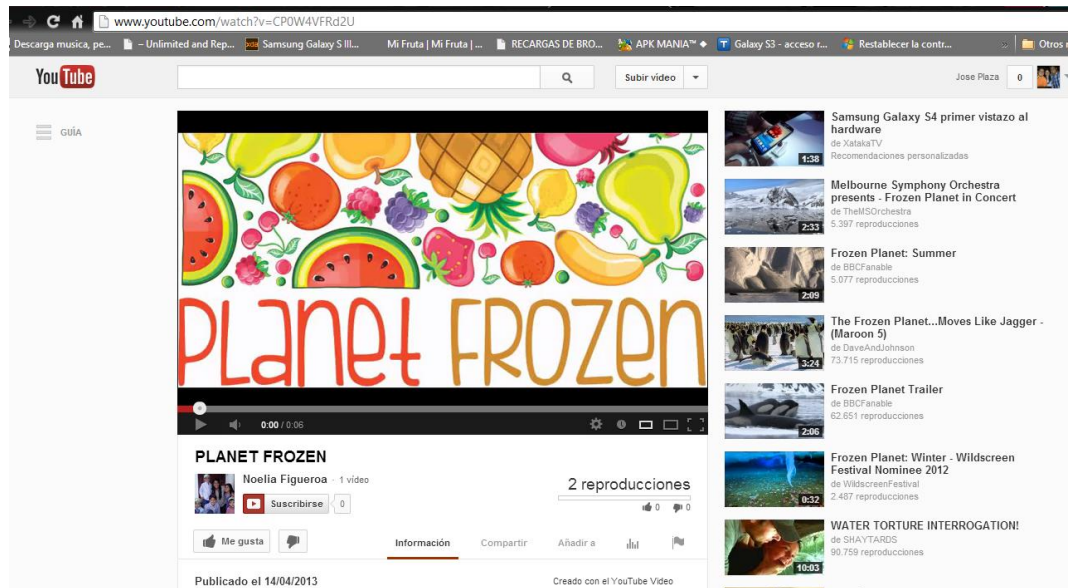 www.youtube.com/watch?v=CP0W4VFRd2U
Descarga musica, pe... – Unlimited and Rep... Samsung Galaxy S III... Mi Fruta | Mi Fruta | ... RECARGAS DE BRO... APK MANIA™ ◆ Galaxy S3 - acceso r... Restablecer la contr... » Otros
YouTube Subir video Jose Plaza 0
GUÍA
PLANET FROZEN
0:00 / 0:06
PLANET FROZEN
Noelia Figueroa · 1 vídeo
Suscribirse 0
2 reproducciones
0 0
Me gusta
Información Compartir Añadir a
Publicado el 14/04/2013
Creado con el YouTube Video
1:38
Samsung Galaxy S4 primer vistazo al
hardware
de XatakaTV
Recomendaciones personalizadas
2:33
Melbourne Symphony Orchestra
presents - Frozen Planet in Concert
de TheMSOrchestra
5.397 reproducciones
2:09
Frozen Planet: Summer
de BBCFanable
5.077 reproducciones
3:24
The Frozen Planet...Moves Like Jagger -
(Maroon 5)
de DaveAndJohnson
73.715 reproducciones
2:06
Frozen Planet Trailer
de BBCFanable
62.651 reproducciones
0:32
Frozen Planet: Winter - Wildscreen
Festival Nominee 2012
de WildscreenFestival
2.487 reproducciones
10:03
WATER TORTURE INTERROGATION!
de SHAYTARDS
90.759 reproducciones